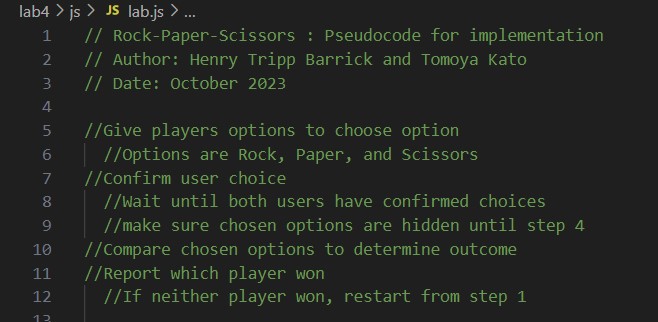 lab4 > js > JS lab.js > ...
1 // Rock-Paper-Scissors : Pseudocode for implementation
2 // Author: Henry Tripp Barrick and Tomoya Kato
3 // Date: October 2023
4
5 //Give players options to choose option
6 //Options are Rock, Paper, and Scissors
7 //Confirm user choice
8 //Wait until both users have confirmed choices
9 //make sure chosen options are hidden until step 4
10 //Compare chosen options to determine outcome
11 //Report which player won
12 //If neither player won, restart from step 1
13